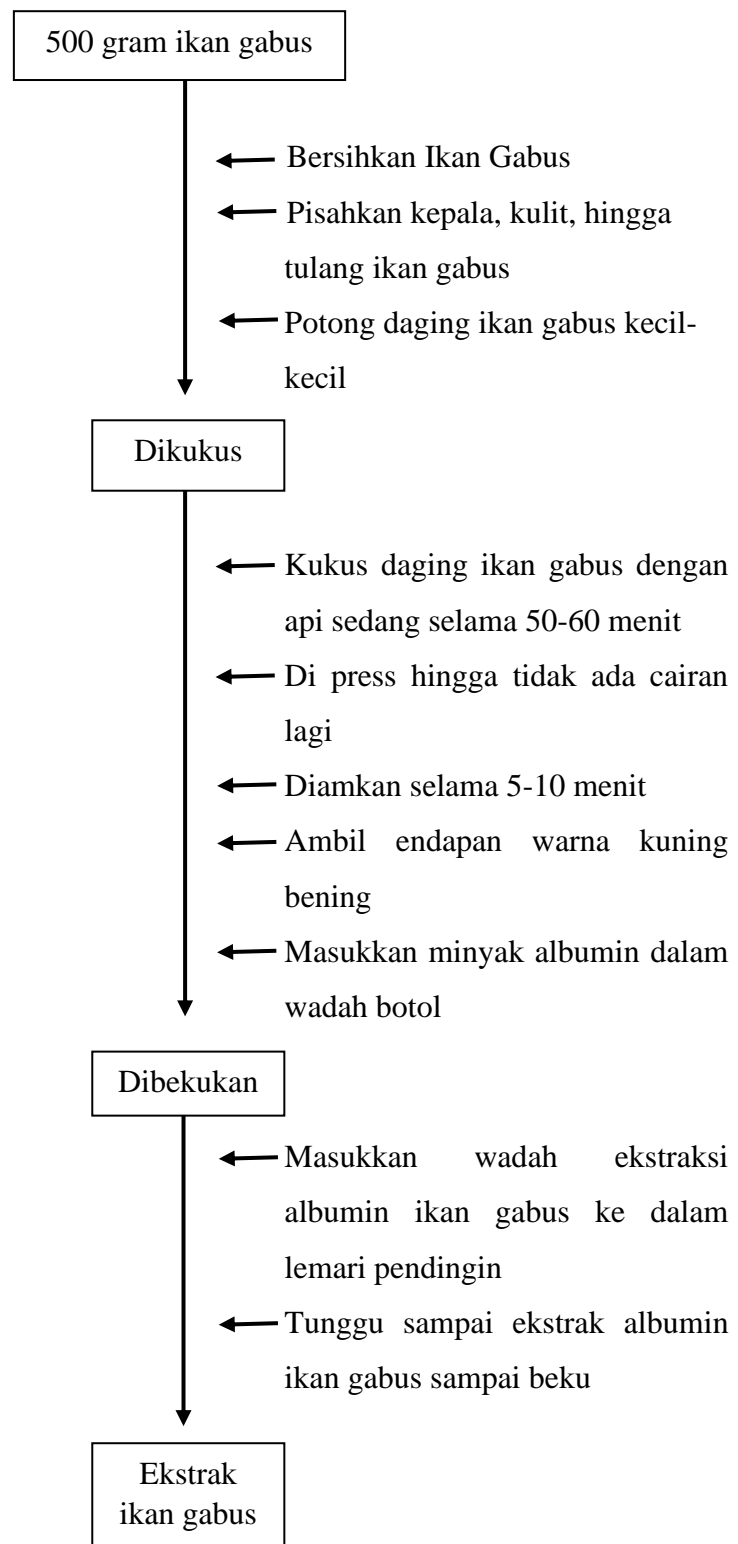 500 gram ikan gabus
Bersihkan Ikan Gabus
Pisahkan kepala, kulit, hingga
tulang ikan gabus
Potong daging ikan gabus kecil-
kecil
Dikukus
Kukus daging ikan gabus dengan
api sedang selama 50-60 menit
Di press hingga tidak ada cairan
lagi
Diamkan selama 5-10 menit
Ambil endapan warna kuning
bening
Masukkan minyak albumin dalam
wadah botol
Dibekukan
Masukkan wadah ekstraksi
albumin ikan gabus ke dalam
lemari pendingin
Tunggu sampai ekstrak albumin
ikan gabus sampai beku
Ekstrak
ikan gabus